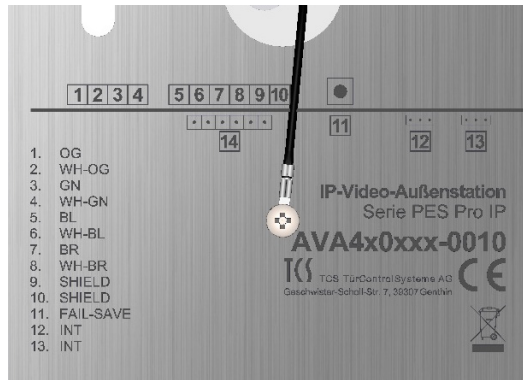 1 2 3 4 5 6 7 8 9 10
11
12
13
14
1. OG
2. WH-OG
3. GN
4. WH-GN
5. BL
6. WH-BL
7. BR
8. WH-BR
9. SHIELD
10. SHIELD
11. FAIL-SAVE
12. INT
13. INT
IP-Video-Außenstation
Serie PES Pro IP
AVA4x0xxx-0010
TCS TürControlSystems AG CE
Geschwister-Scholl-Str. 7, 39307 Genthin